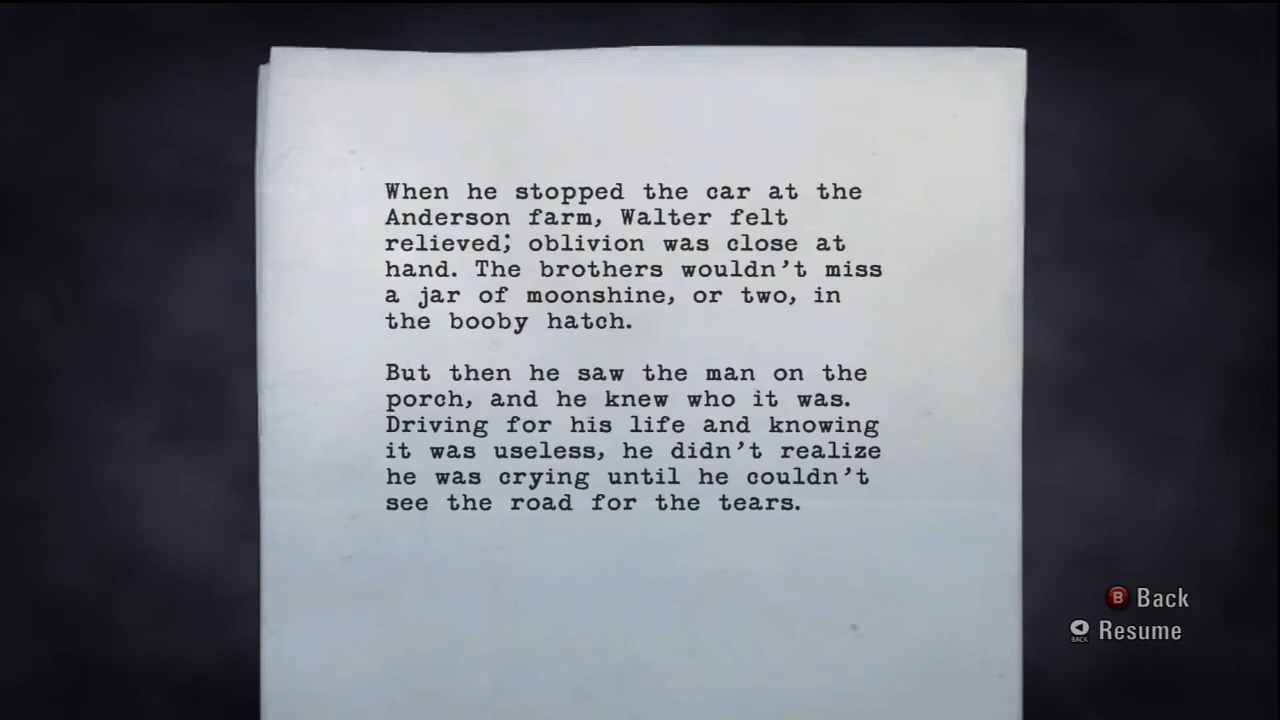 When he stopped the car at the
Anderson farm, Walter felt
relieved; oblivion was close at
hand. The brothers wouldn't miss
a jar of moonshine, or two, in
the booby hatch.
But then he saw the man on the
porch, and he knew who it was.
Driving for his life and knowing
it was useless, he didn't realize
he was crying until he couldn't
see the road for the tears.
B Back
BACK Resume